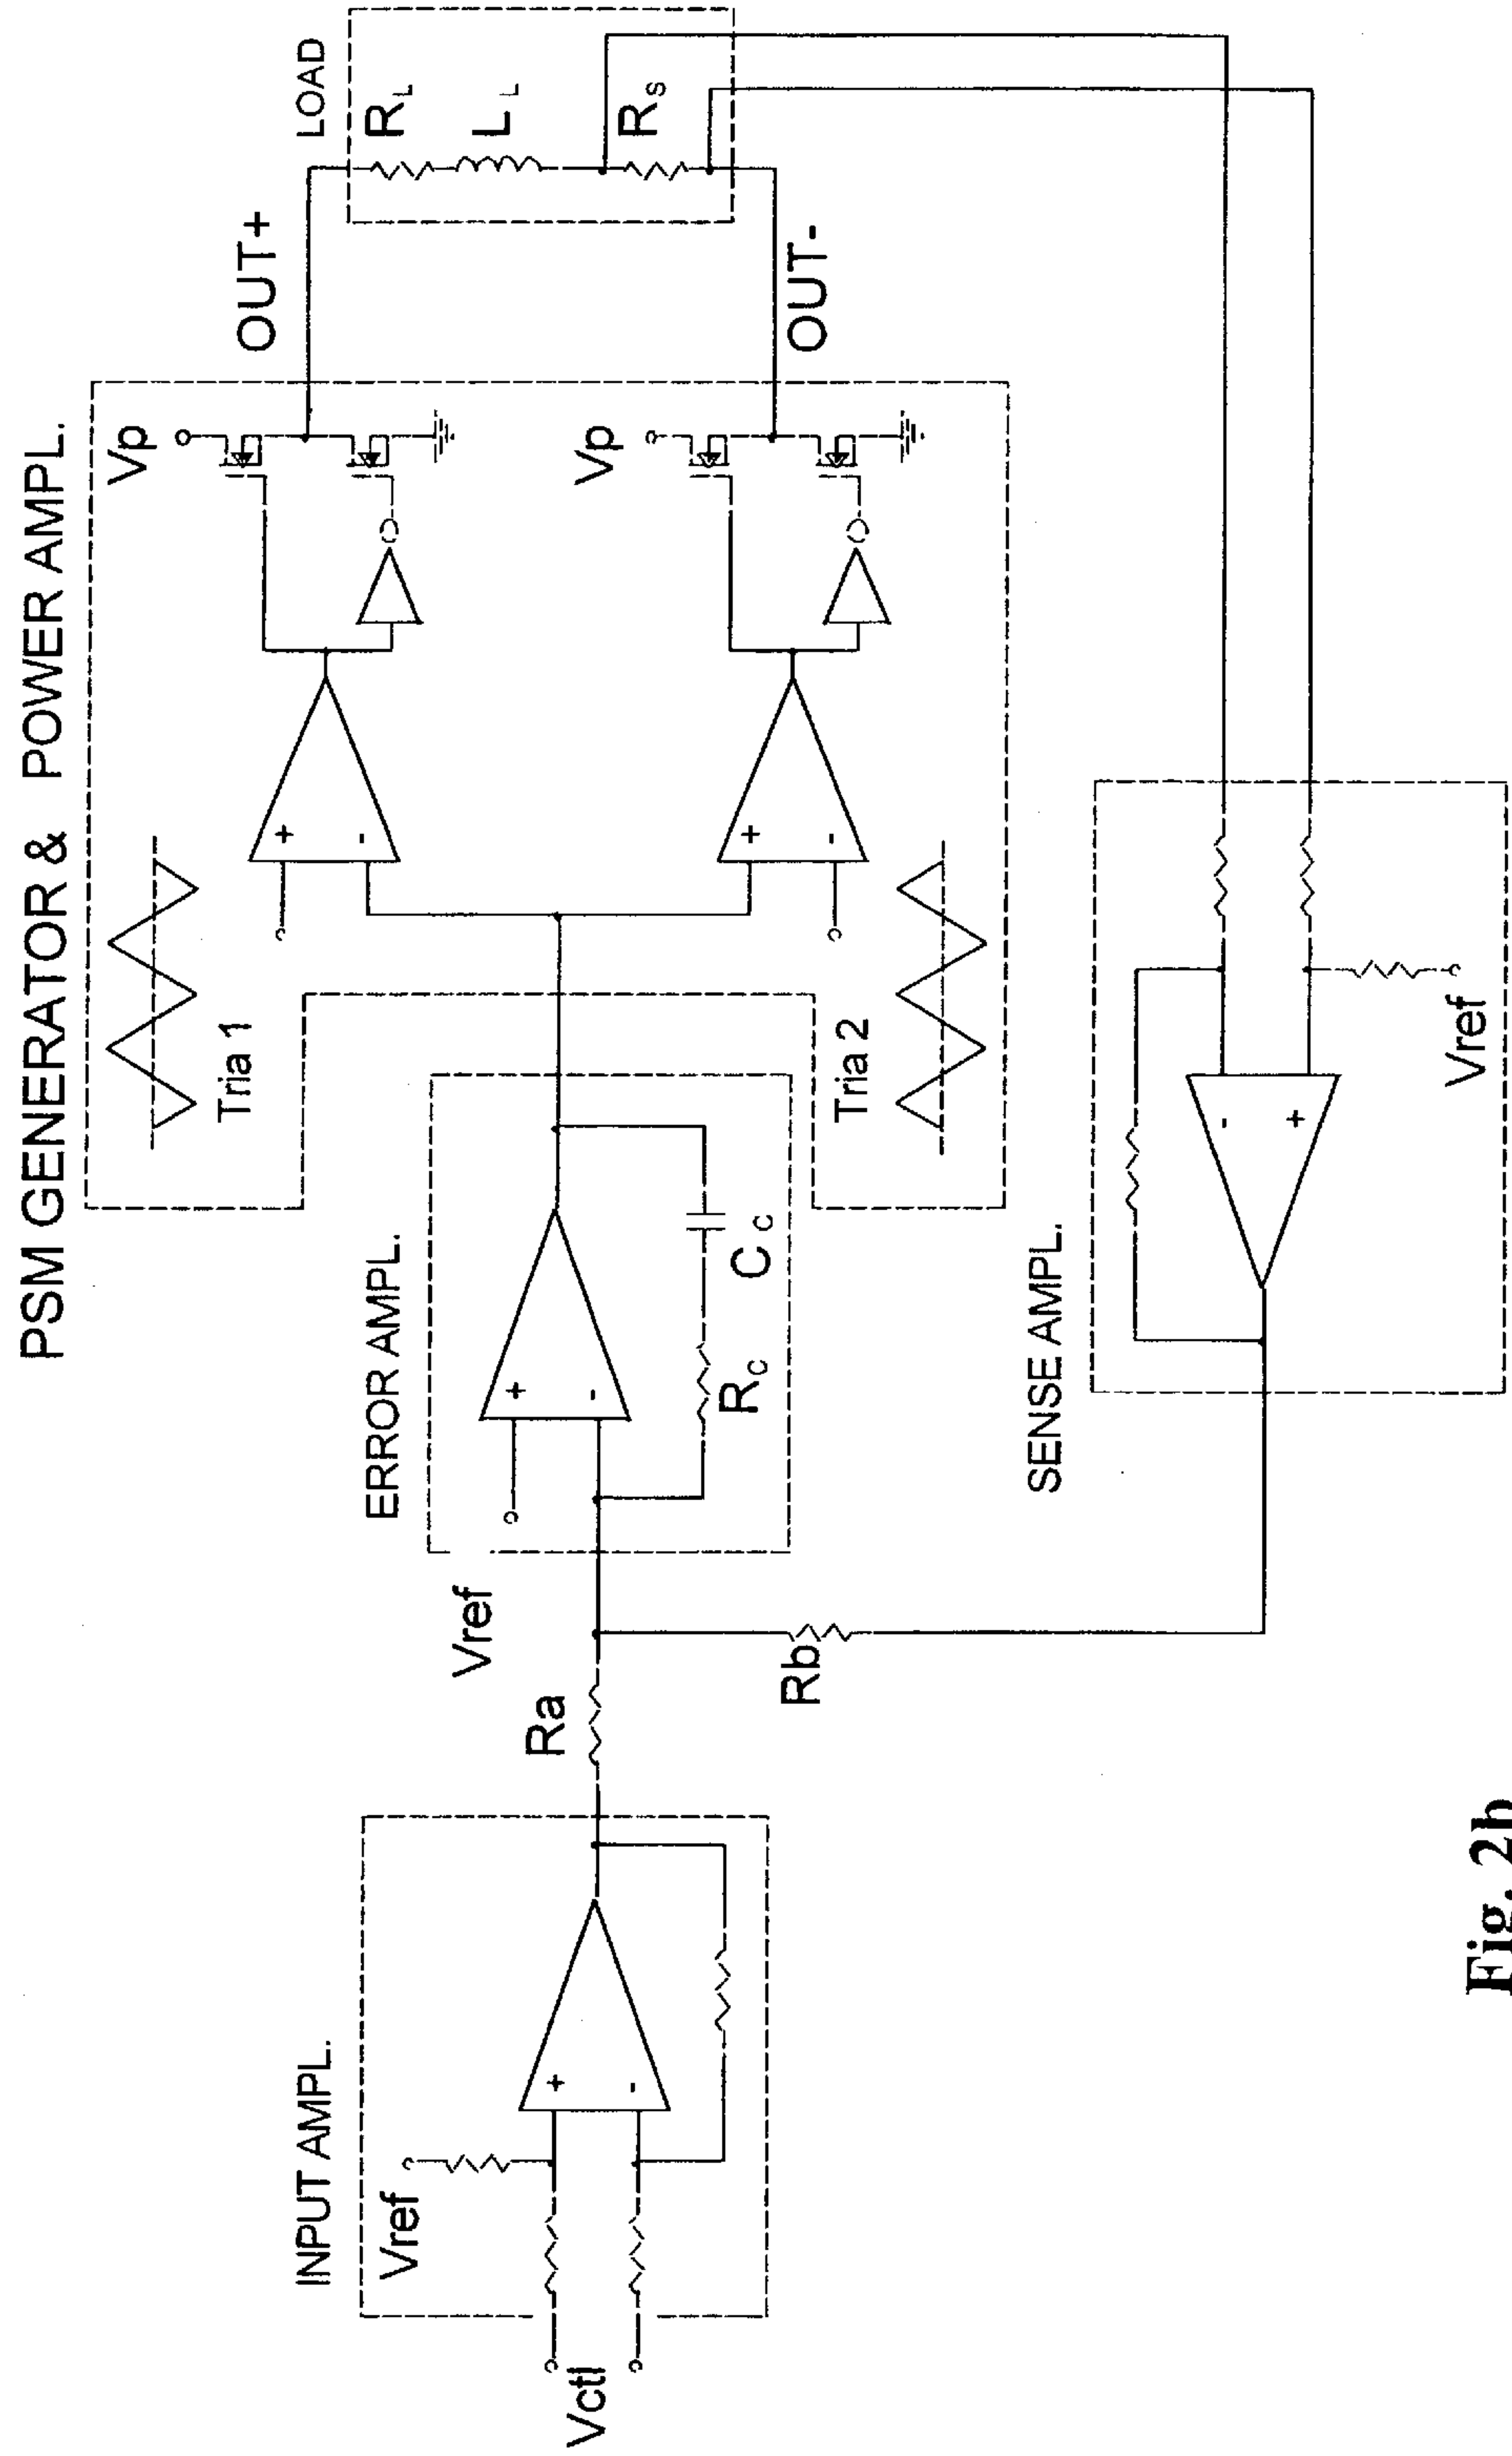 PSM GENERATOR & POWER AMPL.
Vp
OUT+
LOAD
RL
LL
RS
Tria 1
ERROR AMPL.
+
-
+
-
Vp
OUT-
Vref
+
-
RC
CC
Tria 2
INPUT AMPL.
Vref
Ra
Vctl
+
-
Rb
SENSE AMPL.
-
+
Vref
Fig. 2b